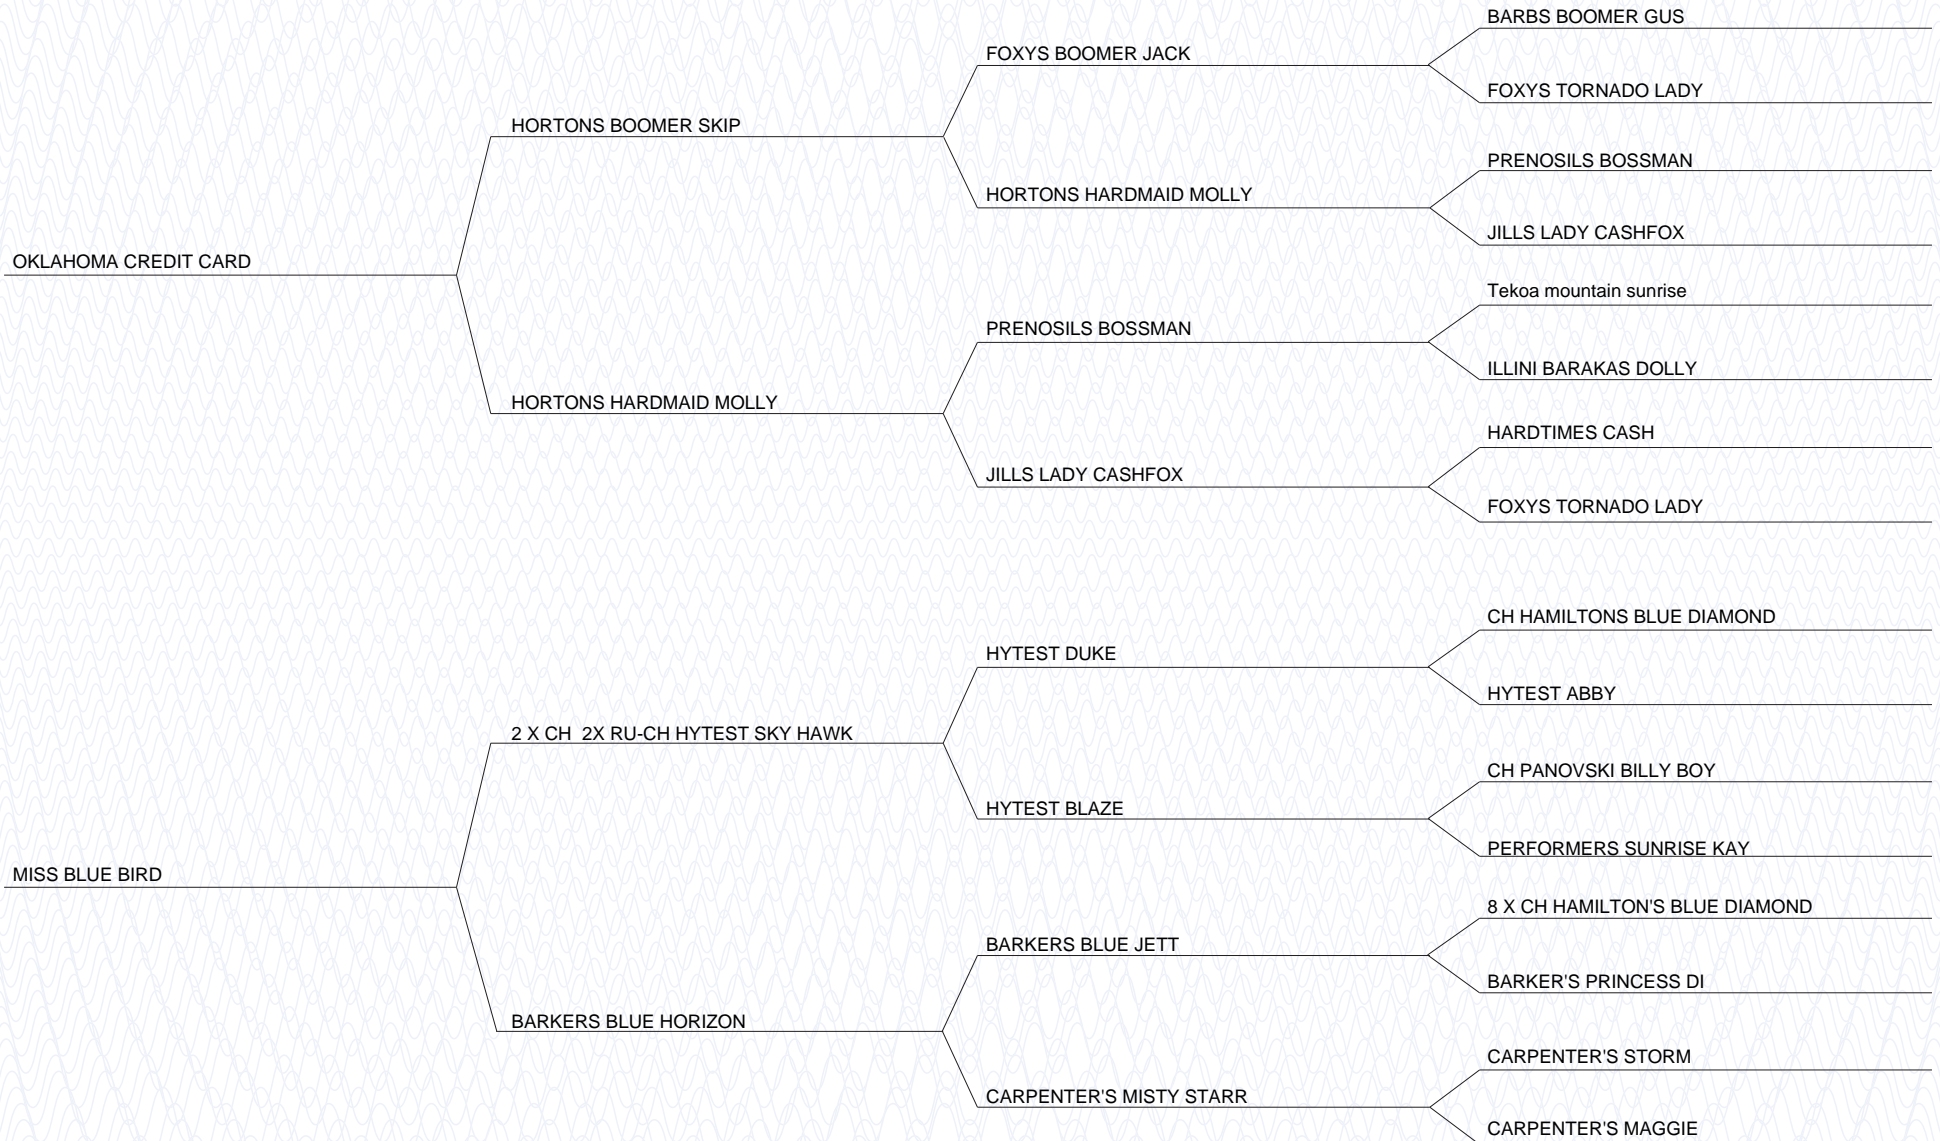 BARBS BOOMER GUS
FOXYS BOOMER JACK
FOXYS TORNADO LADY
HORTONS BOOMER SKIP
PRENOSILS BOSSMAN
HORTONS HARDMAID MOLLY
JILLS LADY CASHFOX
OKLAHOMA CREDIT CARD
Tekoa mountain sunrise
PRENOSILS BOSSMAN
ILLINI BARAKAS DOLLY
HORTONS HARDMAID MOLLY
HARDTIMES CASH
JILLS LADY CASHFOX
FOXYS TORNADO LADY
CH HAMILTONS BLUE DIAMOND
HYTEST DUKE
HYTEST ABBY
2 X CH  2X RU-CH HYTEST SKY HAWK
CH PANOVSKI BILLY BOY
HYTEST BLAZE
PERFORMERS SUNRISE KAY
MISS BLUE BIRD
8 X CH HAMILTON'S BLUE DIAMOND
BARKERS BLUE JETT
BARKER'S PRINCESS DI
BARKERS BLUE HORIZON
CARPENTER'S STORM
CARPENTER'S MISTY STARR
CARPENTER'S MAGGIE